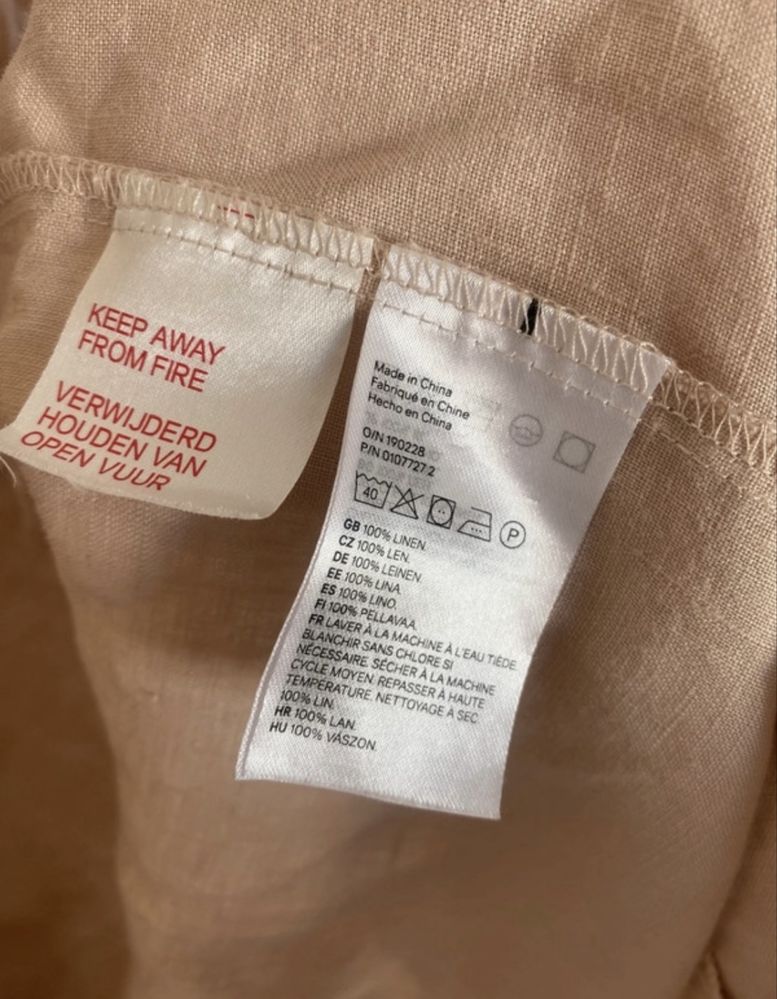 KEEP AWAY
FROM FIRE
VERWIJDERD
HOUDEN VAN
OPEN VUUR
Made in China
Fabriqué en Chine
Hecho en China
O/N 190228
P/N 0107727 2
40
P
GB 100% LINEN.
CZ 100% LEN.
DE 100% LEINEN.
EE 100% LINA.
ES 100% LINO.
FI 100% PELLAVAA.
FR LAVER À LA MACHINE À L'EAU TIÈDE.
BLANCHIR SANS CHLORE SI
NÉCESSAIRE. SÉCHER À LA MACHINE
CYCLE MOYEN. REPASSER À HAUTE
TEMPÉRATURE. NETTOYAGE À SEC.
100% LIN.
HR 100% LAN.
HU 100% VÁSZON.